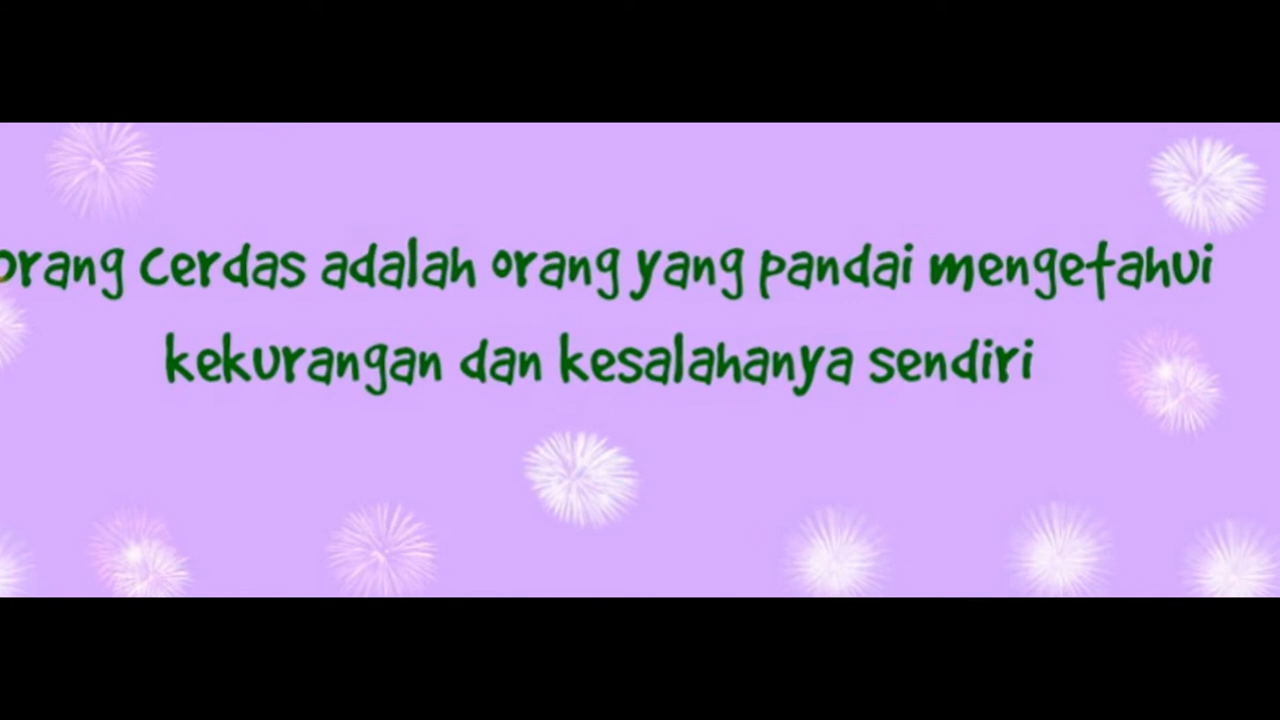 orang cerdas adalah orang yang pandai mengetahui
kekurangan dan kesalahanya sendiri